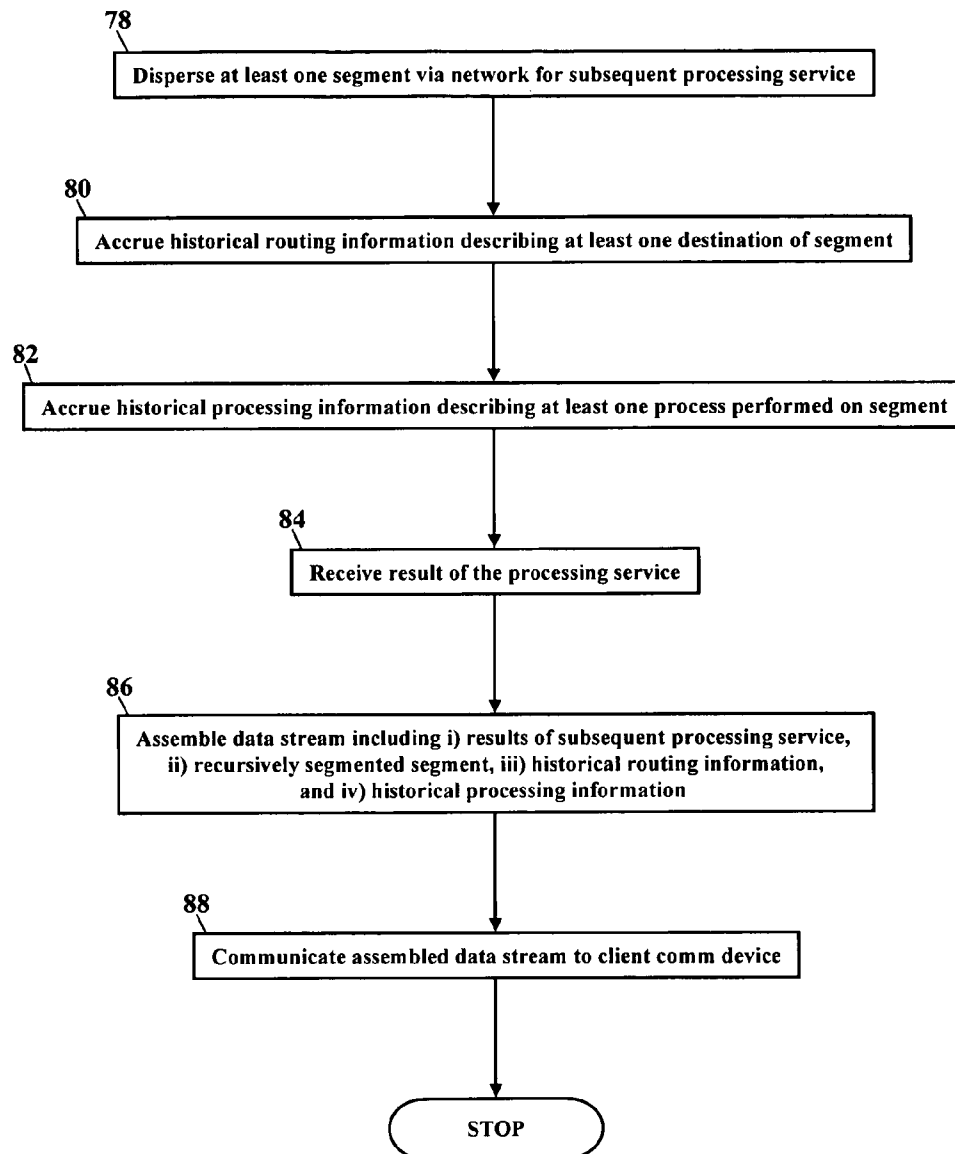 78
Disperse at least one segment via network for subsequent processing service
80
Accrue historical routing information describing at least one destination of segment
82
Accrue historical processing information describing at least one process performed on segment
84
Receive result of the processing service
86
Assemble data stream including i) results of subsequent processing service,
ii) recursively segmented segment, iii) historical routing information,
and iv) historical processing information
88
Communicate assembled data stream to client comm device
STOP